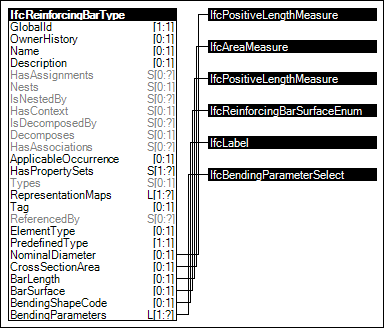 IfcReinforcingBarType
GlobalId [1:1]
OwnerHistory [0:1]
Name [0:1]
Description [0:1]
HasAssignments S[0:?]
Nests S[0:1]
IsNestedBy S[0:?]
HasContext S[0:1]
IsDecomposedBy S[0:?]
Decomposes S[0:1]
HasAssociations S[0:?]
ApplicableOccurrence [0:1]
HasPropertySets S[1:?]
Types S[0:1]
RepresentationMaps L[1:?]
Tag [0:1]
ReferencedBy S[0:?]
ElementType [0:1]
PredefinedType [1:1]
NominalDiameter [0:1]
CrossSectionArea [0:1]
BarLength [0:1]
BarSurface [0:1]
BendingShapeCode [0:1]
BendingParameters L[1:?]
IfcPositiveLengthMeasure
IfcAreaMeasure
IfcPositiveLengthMeasure
IfcReinforcingBarSurfaceEnum
IfcLabel
IfcBendingParameterSelect